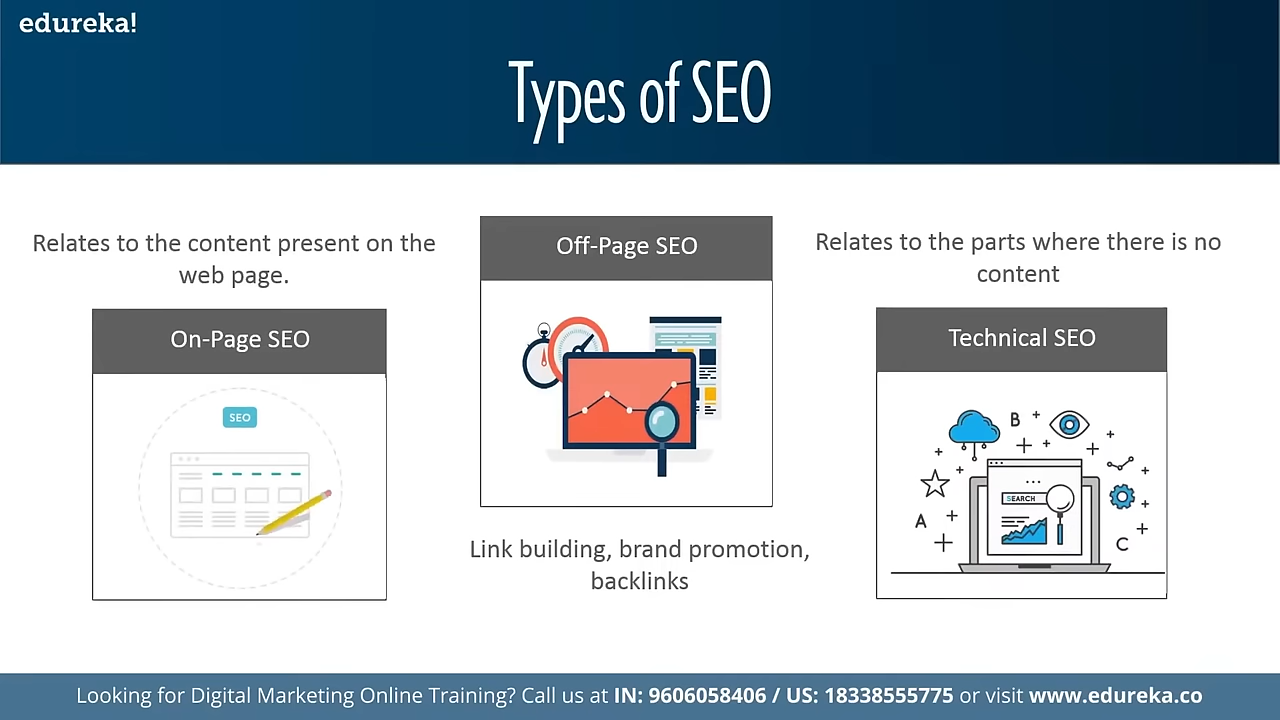 edureka!
Types of SEO
Relates to the content present on the
web page.
On-Page SEO
SEO
Off-Page SEO
Link building, brand promotion,
backlinks
Relates to the parts where there is no
content
Technical SEO
B
A
SEARCH
C
Looking for Digital Marketing Online Training? Call us at IN: 9606058406 / US: 18338555775 or visit www.edureka.co